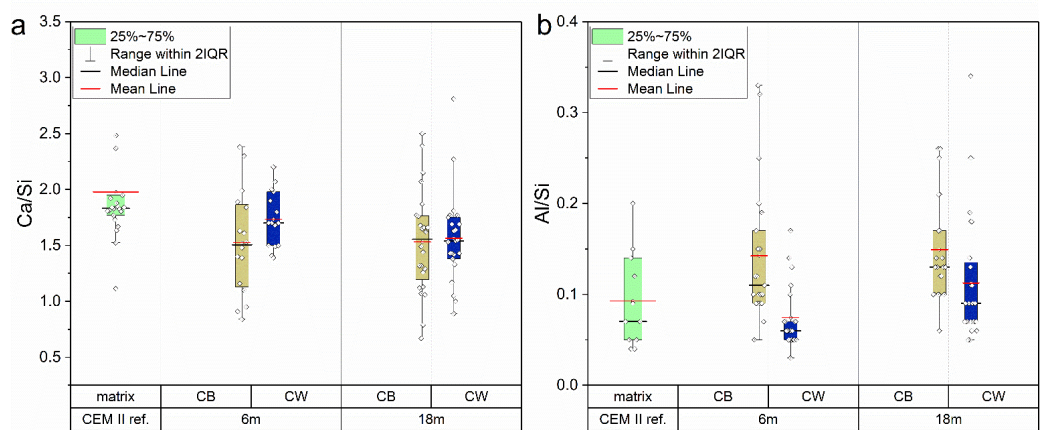 a
3.5
3.0
2.5
2.0
1.5
1.0
0.5
Ca/Si
25%~75%
Range within 2IQR
Median Line
Mean Line
matrix CB CW CB CW
CEM II ref. 6m 18m
b
0.4
0.3
0.2
0.1
0.0
Al/Si
25%~75%
Range within 2IQR
Median Line
Mean Line
matrix CB CW CB CW
CEM II ref. 6m 18m